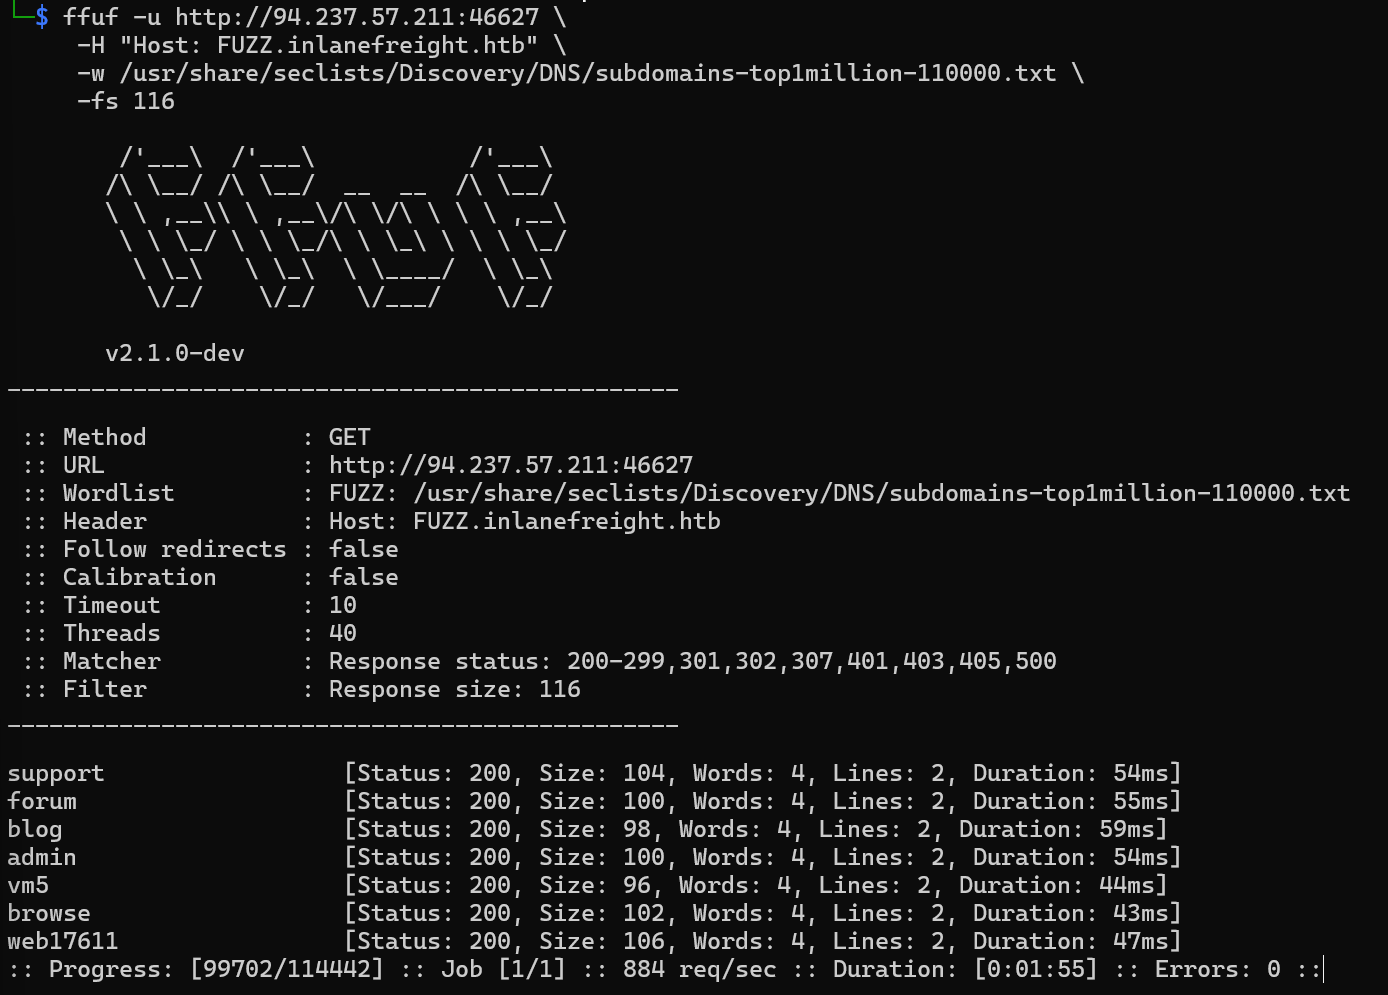 └─$ ffuf -u http://94.237.57.211:46627 \
     -H "Host: FUZZ.inlanefreight.htb" \
     -w /usr/share/seclists/Discovery/DNS/subdomains-top1million-110000.txt \
     -fs 116

        /'___\  /'___\           /'___\
       /\ \__/ /\ \__/  __  __  /\ \__/
       \ \ ,__\\ \ ,__\/\ \/\ \ \ \ ,__\
        \ \ \_/ \ \ \_/\ \ \_\ \ \ \ \_/
         \ \_\   \ \_\  \ \____/  \ \_\
          \/_/    \/_/   \/___/    \/_/

       v2.1.0-dev
________________________________________________

 :: Method           : GET
 :: URL              : http://94.237.57.211:46627
 :: Wordlist         : FUZZ: /usr/share/seclists/Discovery/DNS/subdomains-top1million-110000.txt
 :: Header           : Host: FUZZ.inlanefreight.htb
 :: Follow redirects : false
 :: Calibration      : false
 :: Timeout          : 10
 :: Threads          : 40
 :: Matcher          : Response status: 200-299,301,302,307,401,403,405,500
 :: Filter           : Response size: 116
________________________________________________

support                 [Status: 200, Size: 104, Words: 4, Lines: 2, Duration: 54ms]
forum                   [Status: 200, Size: 100, Words: 4, Lines: 2, Duration: 55ms]
blog                    [Status: 200, Size: 98, Words: 4, Lines: 2, Duration: 59ms]
admin                   [Status: 200, Size: 100, Words: 4, Lines: 2, Duration: 54ms]
vm5                     [Status: 200, Size: 96, Words: 4, Lines: 2, Duration: 44ms]
browse                  [Status: 200, Size: 102, Words: 4, Lines: 2, Duration: 43ms]
web17611                [Status: 200, Size: 106, Words: 4, Lines: 2, Duration: 47ms]
:: Progress: [99702/114442] :: Job [1/1] :: 884 req/sec :: Duration: [0:01:55] :: Errors: 0 ::